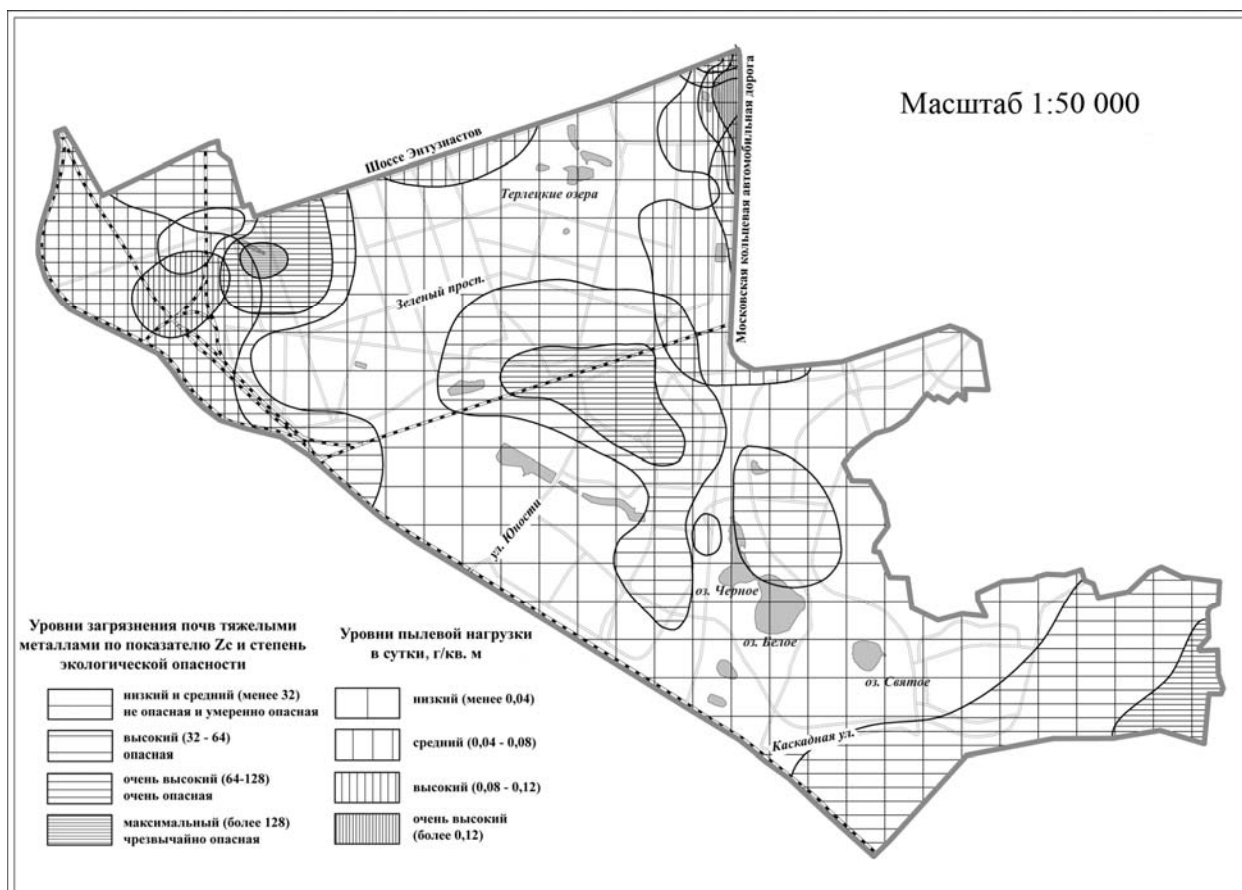 Масштаб 1:50 000
Шоссе Энтузиастов
Московская кольцевая автомобильная дорога
Терлецкие озера
Зеленый просп.
ул. Юности
оз. Черное
оз. Белое
оз. Святое
Каскадная ул.
Уровни загрязнения почв тяжелыми
металлами по показателю Zc и степень
экологической опасности
низкий и средний (менее 32)
не опасная и умеренно опасная
высокий (32 - 64)
опасная
очень высокий (64-128)
очень опасная
максимальный (более 128)
чрезвычайно опасная
Уровни пылевой нагрузки
в сутки, г/кв. м
низкий (менее 0,04)
средний (0,04 - 0,08)
высокий (0,08 - 0,12)
очень высокий
(более 0,12)